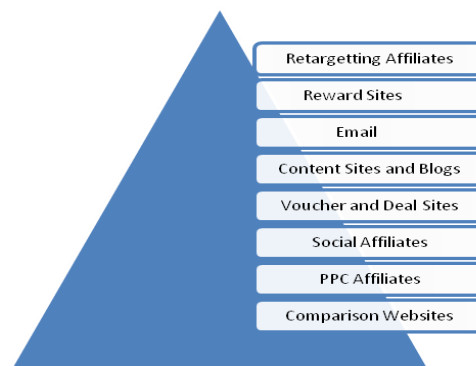 Retargetting Affiliates
Reward Sites
Email
Content Sites and Blogs
Voucher and Deal Sites
Social Affiliates
PPC Affiliates
Comparison Websites